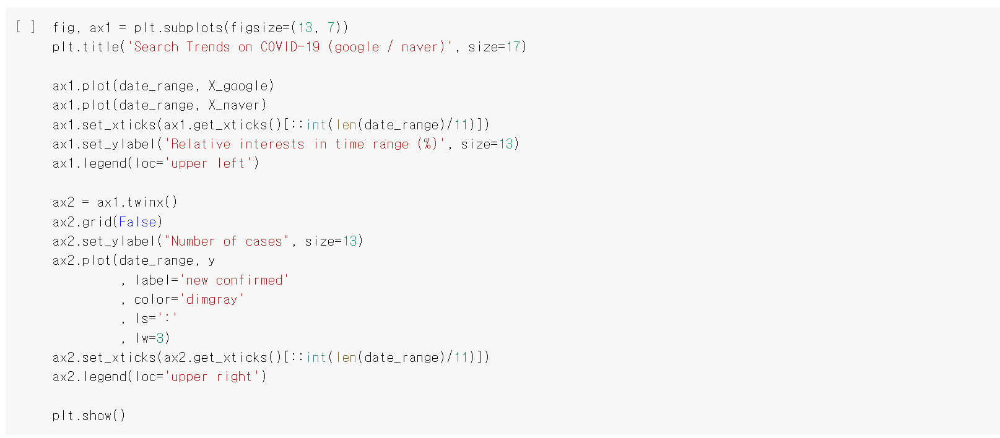 [ ] fig, ax1 = plt.subplots(figsize=(13, 7))
plt.title('Search Trends on COVID-19 (google / naver)', size=17)
ax1.plot(date_range, X_google)
ax1.plot(date_range, X_naver)
ax1.set_xticks(ax1.get_xticks()[::int(len(date_range)/11)])
ax1.set_ylabel('Relative interests in time range (%)', size=13)
ax1.legend(loc='upper left')
ax2 = ax1.twinx()
ax2.grid(False)
ax2.set_ylabel("Number of cases", size=13)
ax2.plot(date_range, y
, label='new confirmed'
, color='dimgray'
, ls=':'
, lw=3)
ax2.set_xticks(ax2.get_xticks()[::int(len(date_range)/11)])
ax2.legend(loc='upper right')
plt.show()